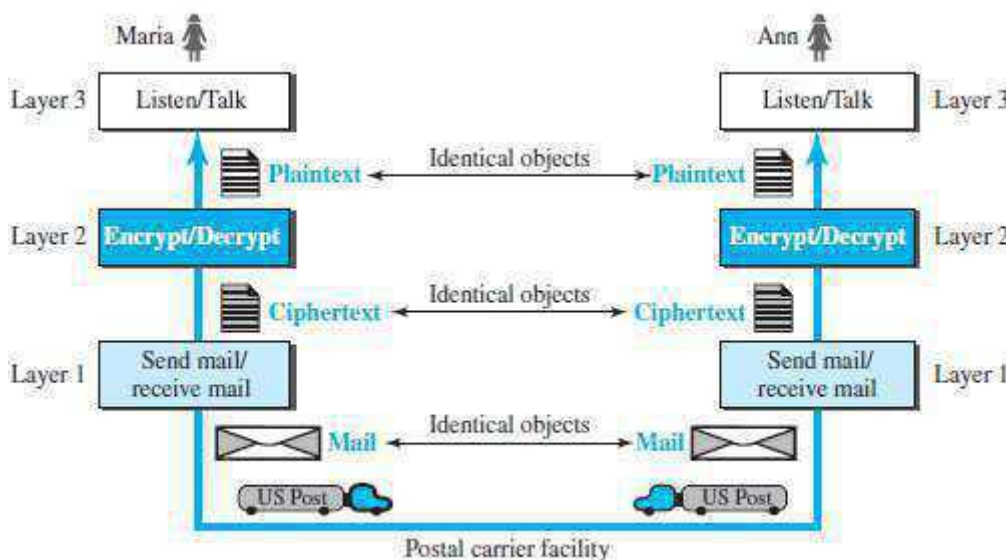 Maria Ann
Layer 3 Listen/Talk Listen/Talk Layer 3
Identical objects
Plaintext Plaintext
Layer 2 Encrypt/Decrypt Encrypt/Decrypt Layer 2
Identical objects
Ciphertext Ciphertext
Layer 1 Send mail/ receive mail Send mail/ receive mail Layer 1
Identical objects
Mail Mail
US Post US Post
Postal carrier facility